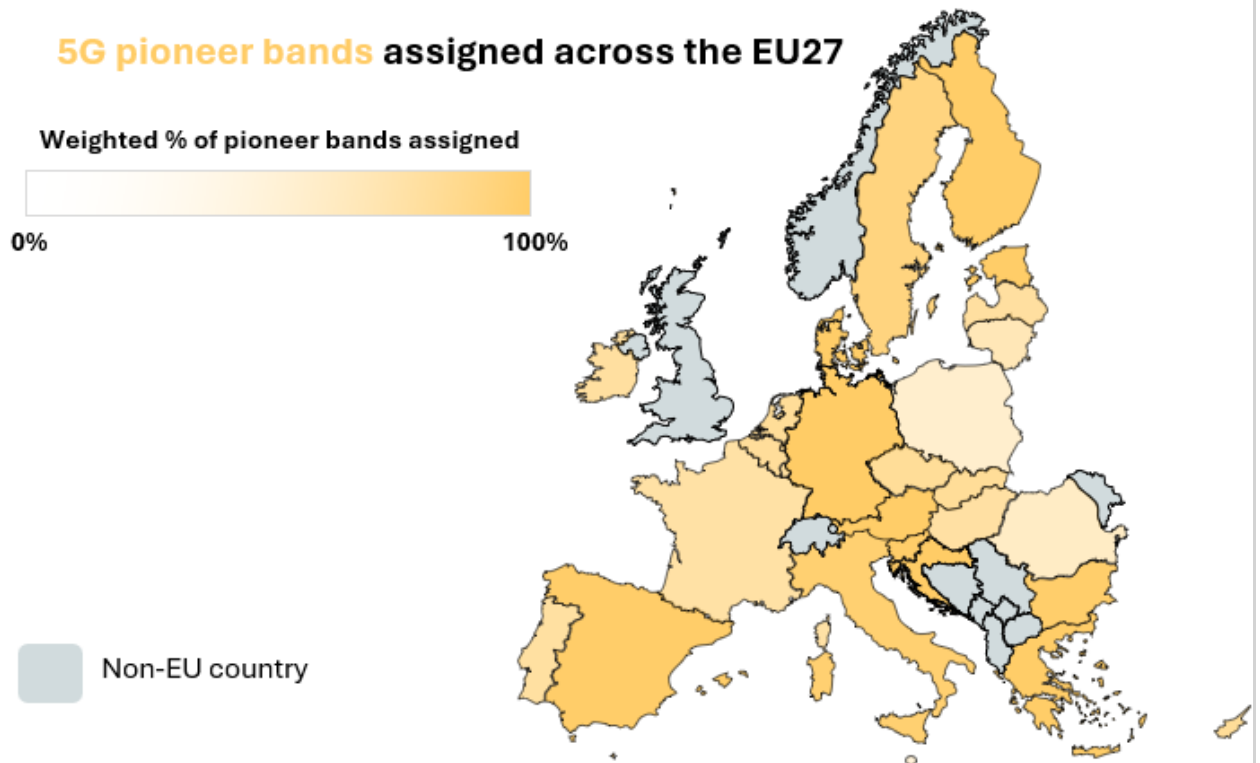 5G pioneer bands assigned across the EU27
Weighted % of pioneer bands assigned
0% 100%
Non-EU country